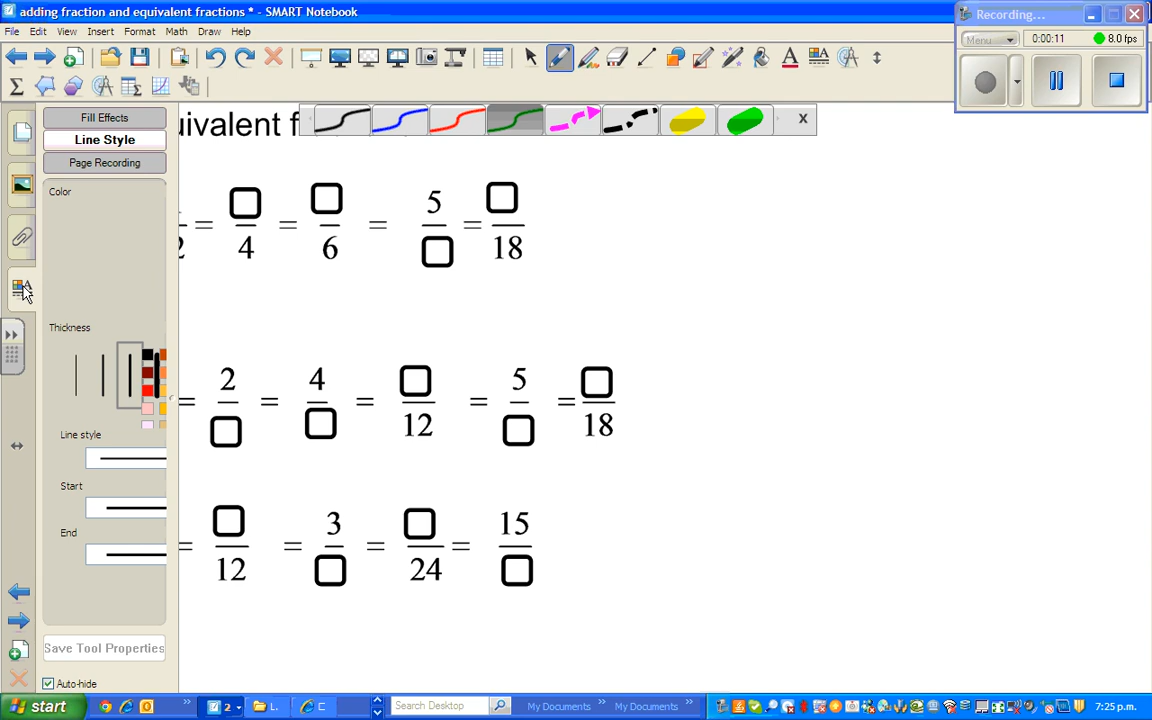 adding fraction and equivalent fractions * - SMART Notebook
Recording...
File Edit View Insert Format Math Draw Help
Menu 0:00:11 8.0 fps
Fill Effects
Line Style
Page Recording
uivalent f
x
Color
2 = □/4 = □/6 = 5/□ = □/18
Thickness
= 2/□ = 4/□ = □/12 = 5/□ = □/18
Line style
Start
End
= □/12 = 3/□ = □/24 = 15/□
Save Tool Properties
Auto-hide
start 2 L. C Search Desktop My Documents » My Documents » 7:25 p.m.